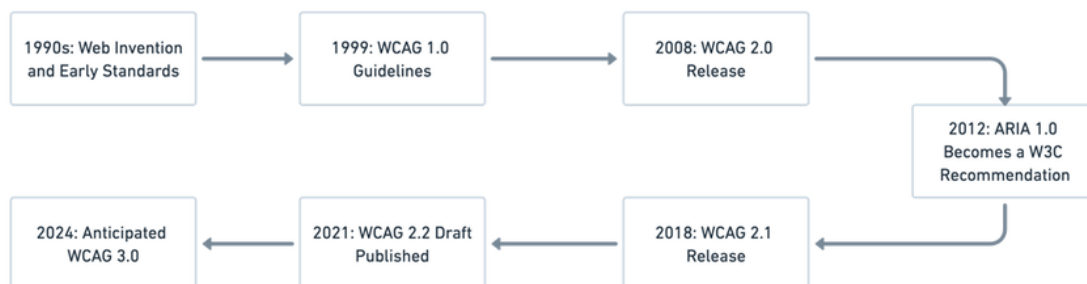 1990s: Web Invention
and Early Standards
1999: WCAG 1.0
Guidelines
2008: WCAG 2.0
Release
2012: ARIA 1.0
Becomes a W3C
Recommendation
2018: WCAG 2.1
Release
2021: WCAG 2.2 Draft
Published
2024: Anticipated
WCAG 3.0